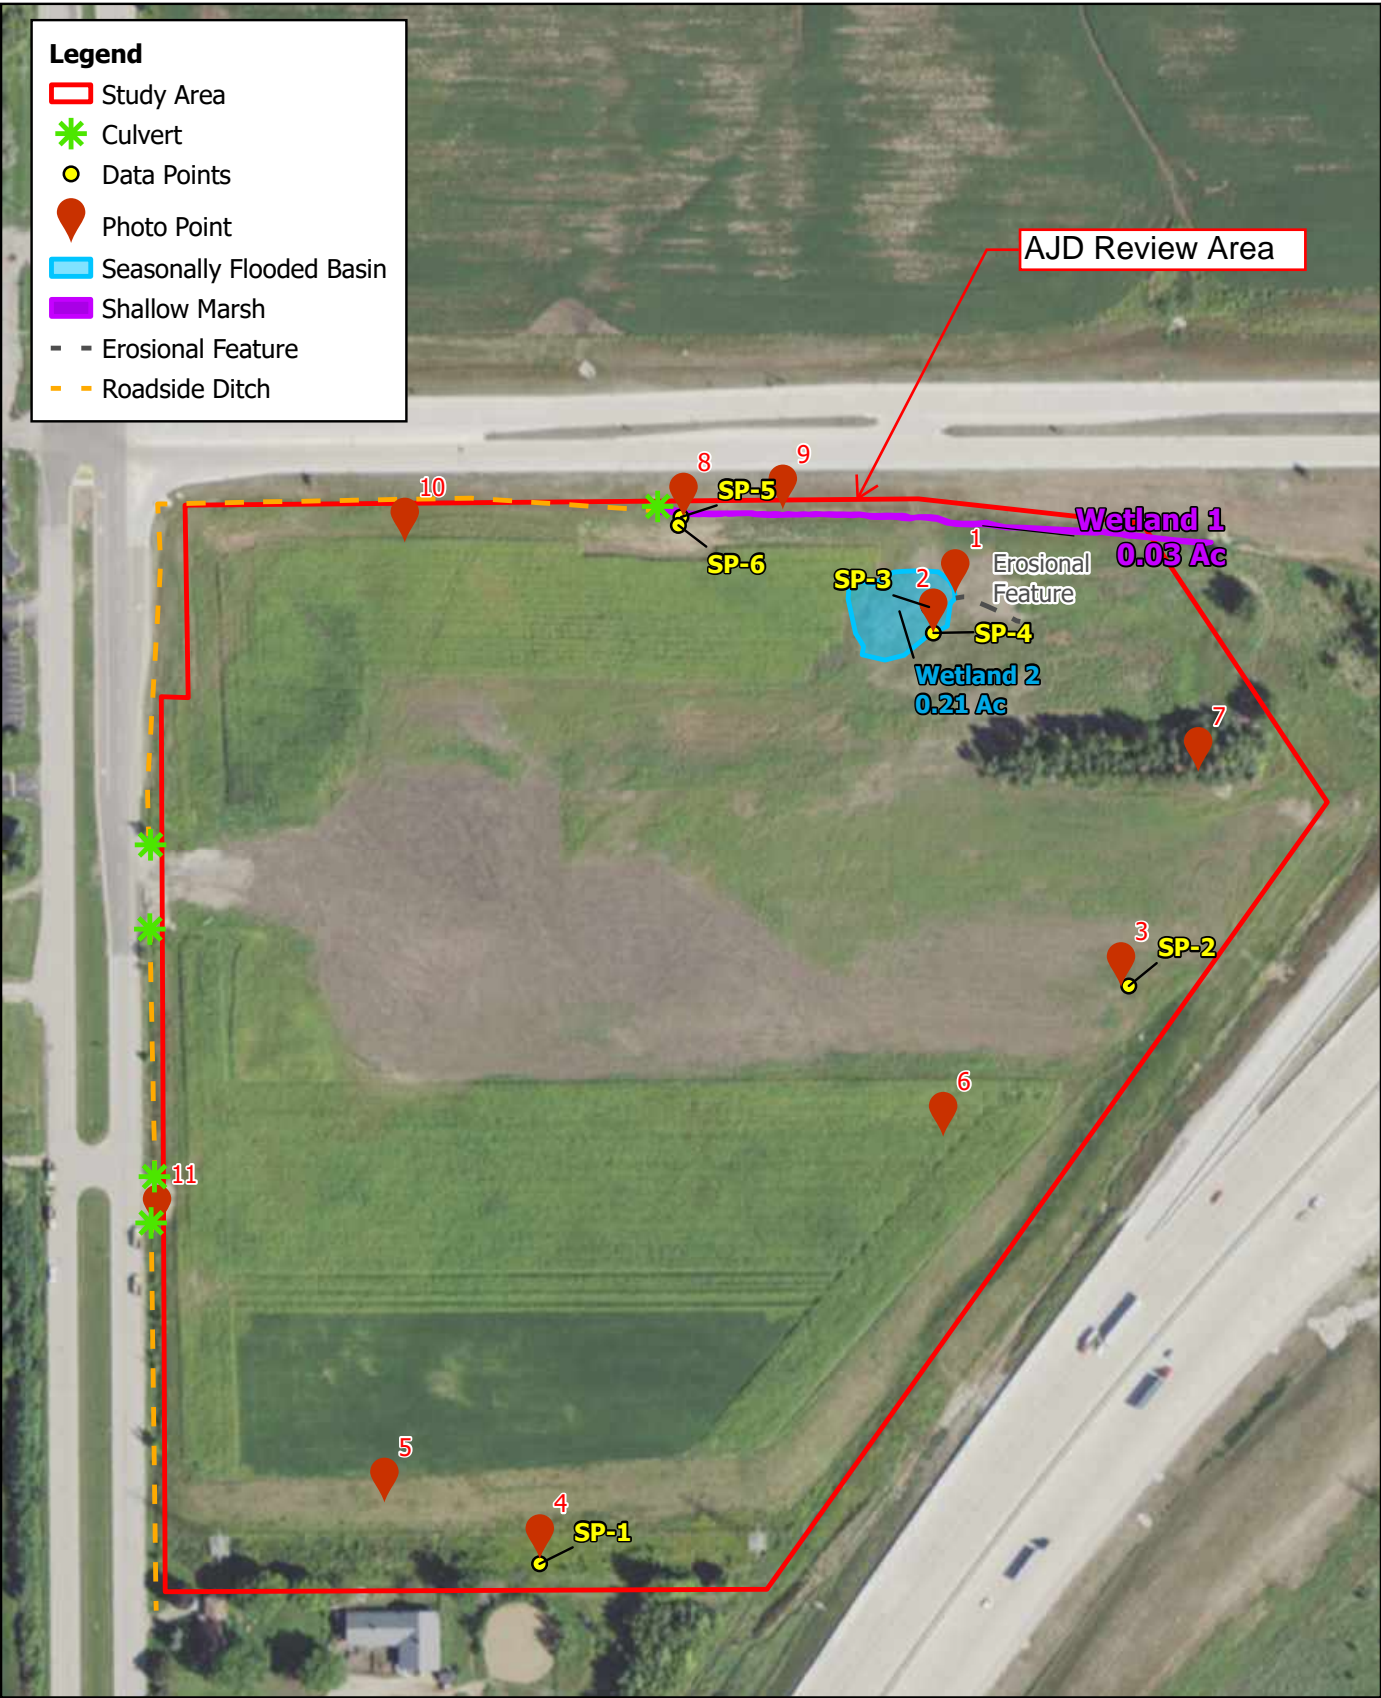 Legend
Study Area
Culvert
Data Points
Photo Point
Seasonally Flooded Basin
Shallow Marsh
Erosional Feature
Roadside Ditch
AJD Review Area
8
9
10
SP-5
SP-6
Wetland 1
0.03 Ac
1
Erosional
Feature
SP-3
2
SP-4
Wetland 2
0.21 Ac
7
3
SP-2
6
11
5
4
SP-1